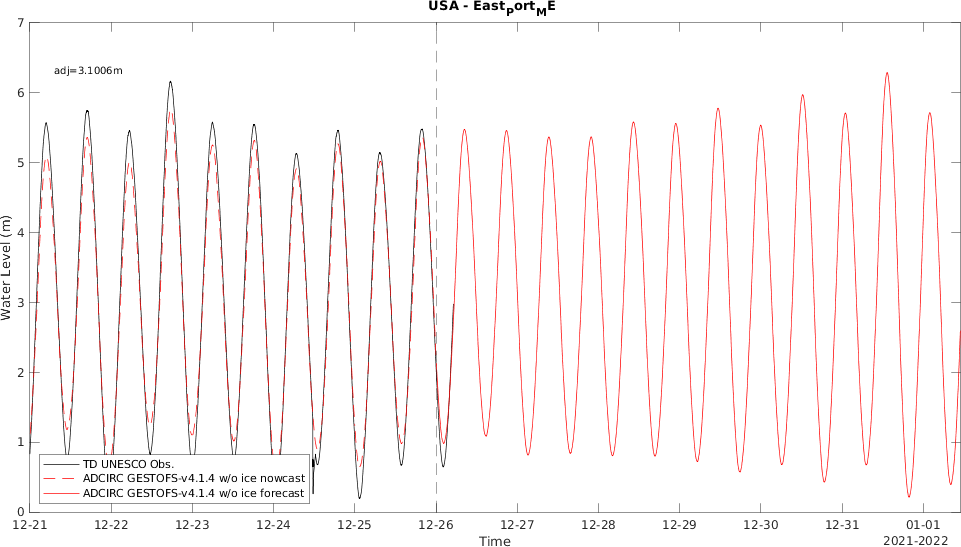 USA - EastPortME
adj=3.1006m
Water Level (m)
7
6
5
4
3
2
1
0
TD UNESCO Obs.
ADCIRC GESTOFS-v4.1.4 w/o ice nowcast
ADCIRC GESTOFS-v4.1.4 w/o ice forecast
12-21 12-22 12-23 12-24 12-25 12-26 12-27 12-28 12-29 12-30 12-31 01-01
Time
2021-2022